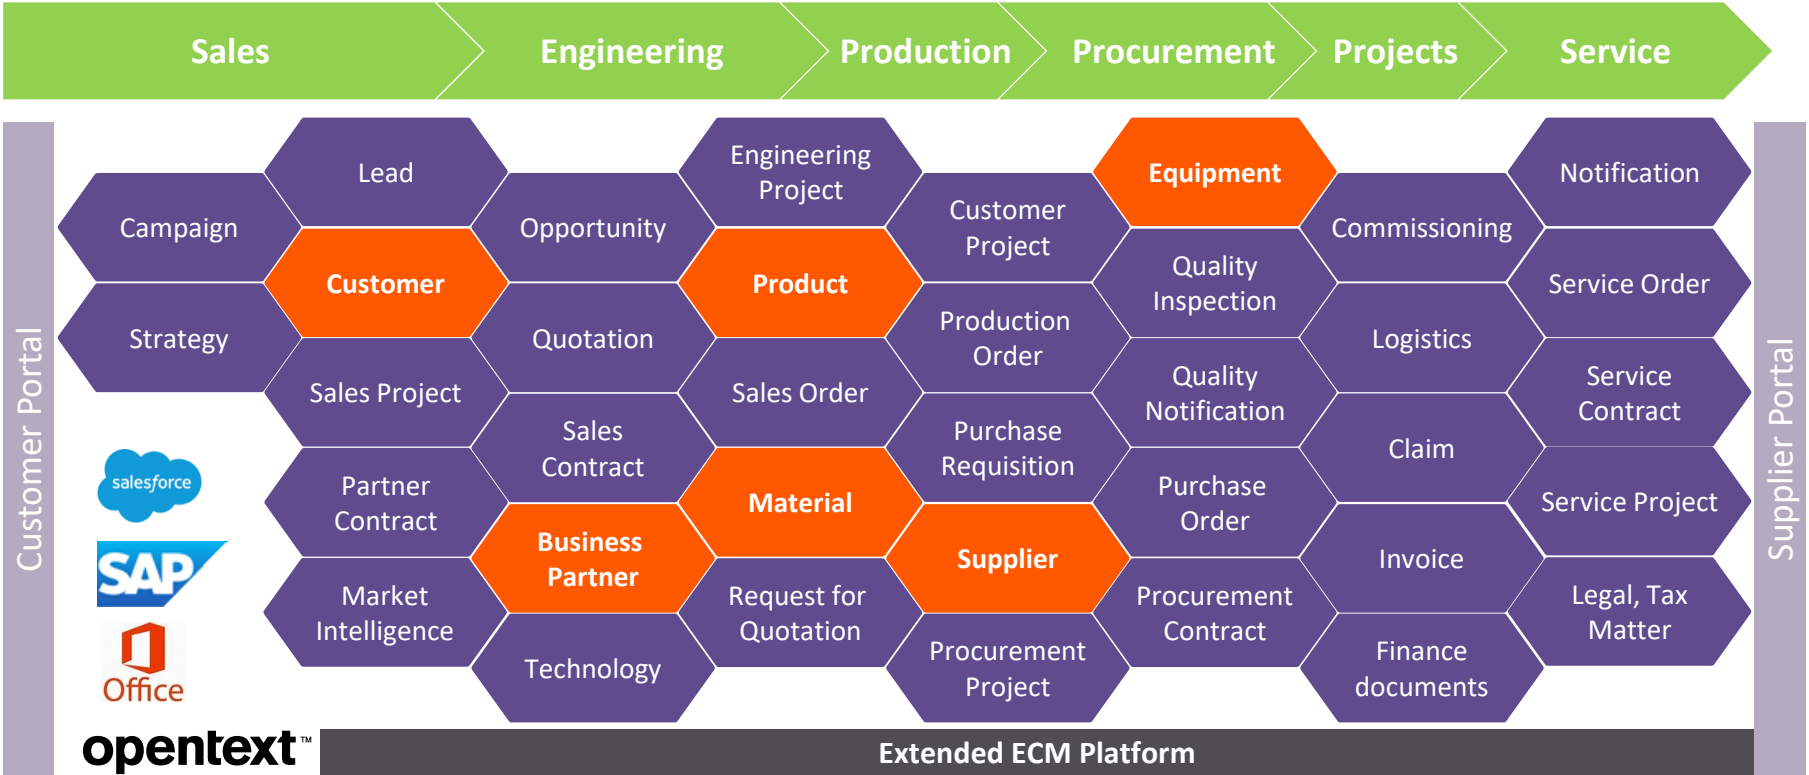 Sales
Engineering
Production
Procurement
Projects
Service
Customer Portal
Campaign
Strategy
Lead
Customer
Sales Project
Partner
Contract
Market
Intelligence
Opportunity
Quotation
Sales
Contract
Business
Partner
Technology
Engineering
Project
Product
Sales Order
Material
Request for
Quotation
Customer
Project
Production
Order
Purchase
Requisition
Supplier
Procurement
Project
Equipment
Quality
Inspection
Quality
Notification
Purchase
Order
Procurement
Contract
Commissioning
Logistics
Claim
Invoice
Finance
documents
Notification
Service Order
Service
Contract
Service Project
Legal, Tax
Matter
Supplier Portal
salesforce
SAP
Office
opentext™
Extended ECM Platform